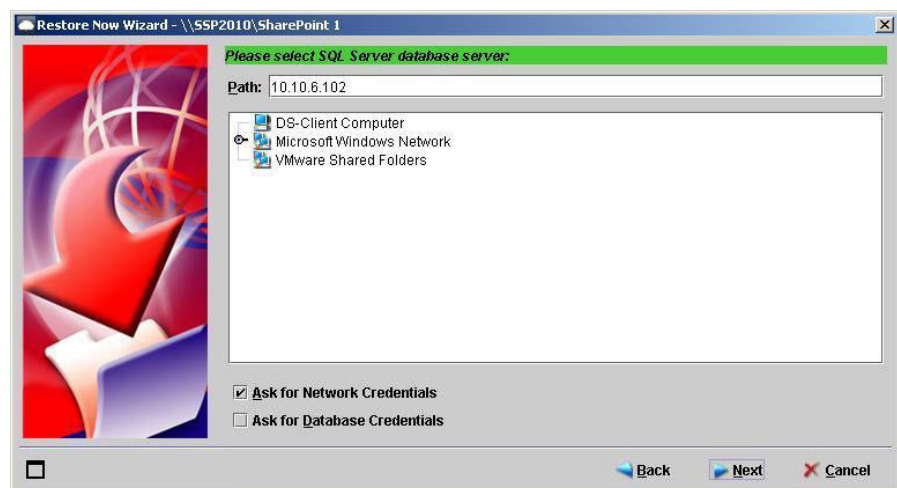 Restore Now Wizard - \\SSP2010\SharePoint 1
Please select SQL Server database server:
Path: 10.10.6.102
DS-Client Computer
Microsoft Windows Network
VMware Shared Folders
Ask for Network Credentials
Ask for Database Credentials
Back Next Cancel